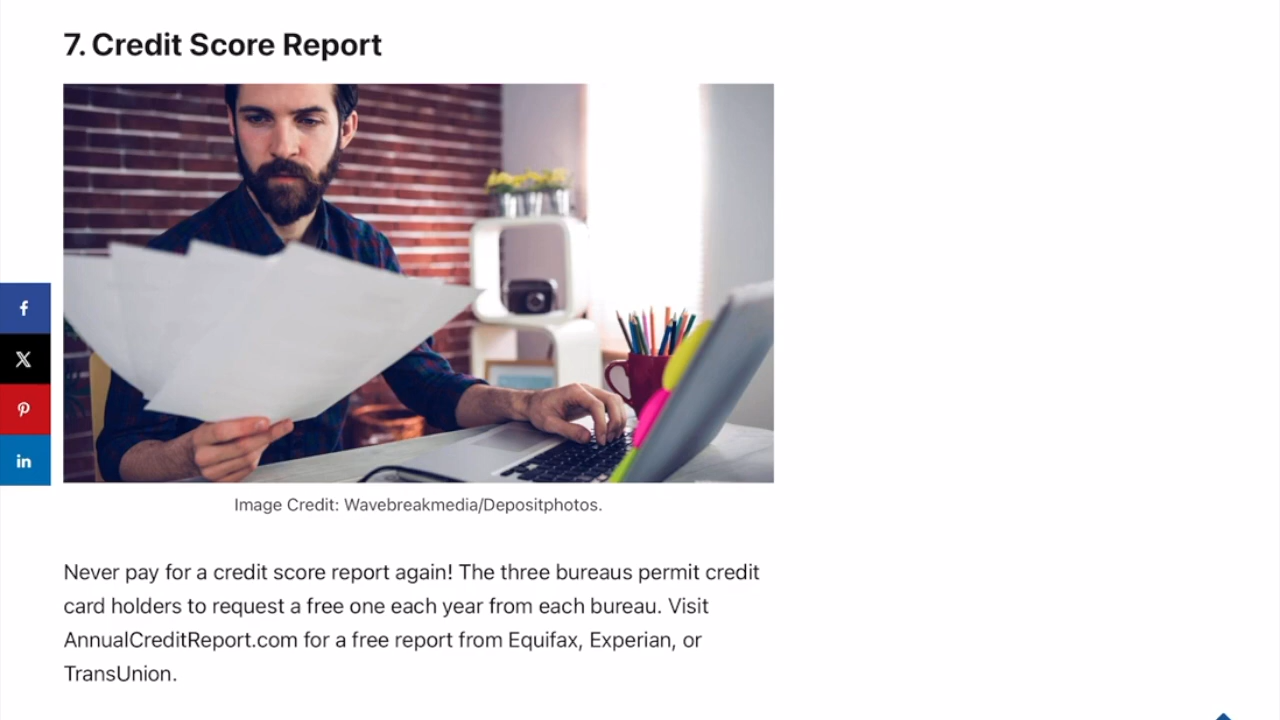 7. Credit Score Report
f
X
in
Image Credit: Wavebreakmedia/Depositphotos.
Never pay for a credit score report again! The three bureaus permit credit
card holders to request a free one each year from each bureau. Visit
AnnualCreditReport.com for a free report from Equifax, Experian, or
TransUnion.